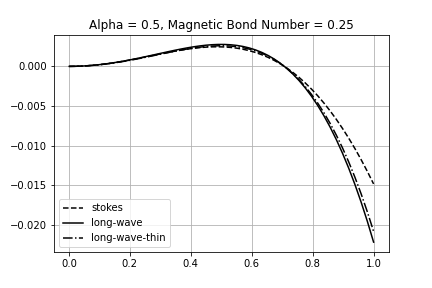 Alpha = 0.5, Magnetic Bond Number = 0.25
0.000
−0.005
−0.010
−0.015
−0.020
stokes
long-wave
long-wave-thin
0.0 0.2 0.4 0.6 0.8 1.0